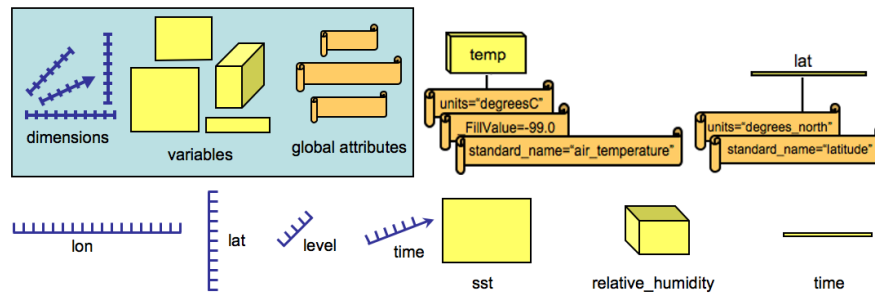 dimensions
variables
global attributes
temp
units="degreesC"
_FillValue=-99.0
standard_name="air_temperature"
lat
units="degrees_north"
standard_name="latitude"
lon
lat
level
time
sst
relative_humidity
time